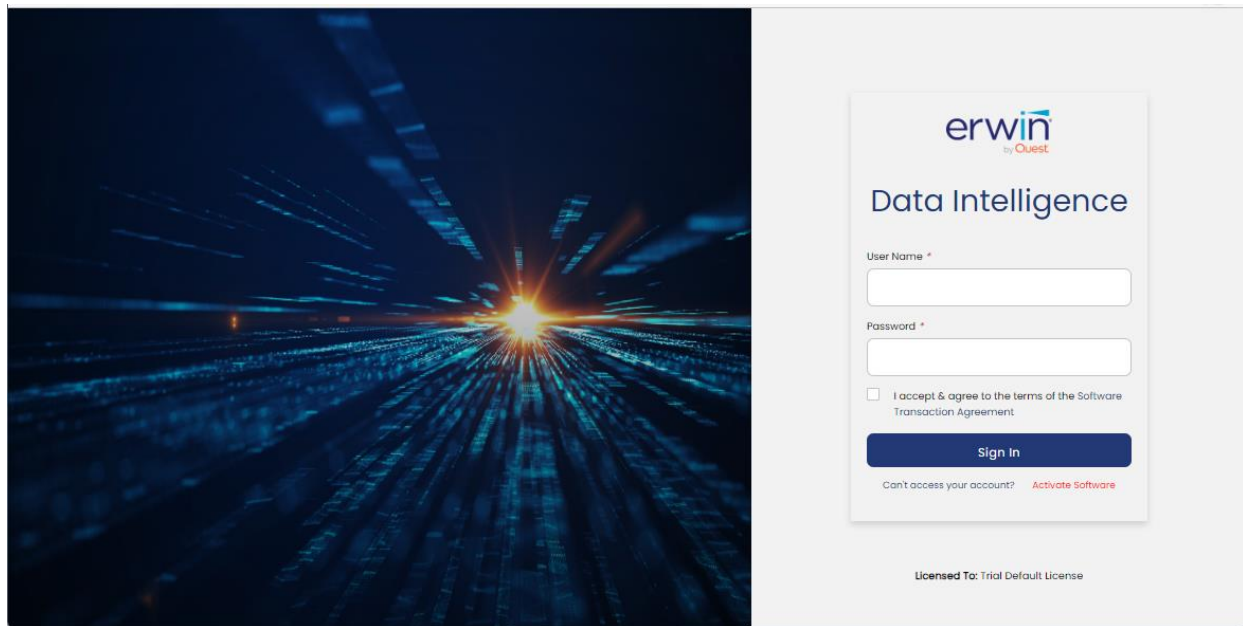 erwin
by Quest
Data Intelligence
User Name *
Password *
I accept & agree to the terms of the Software
Transaction Agreement
Sign In
Can't access your account? Activate Software
Licensed To: Trial Default License